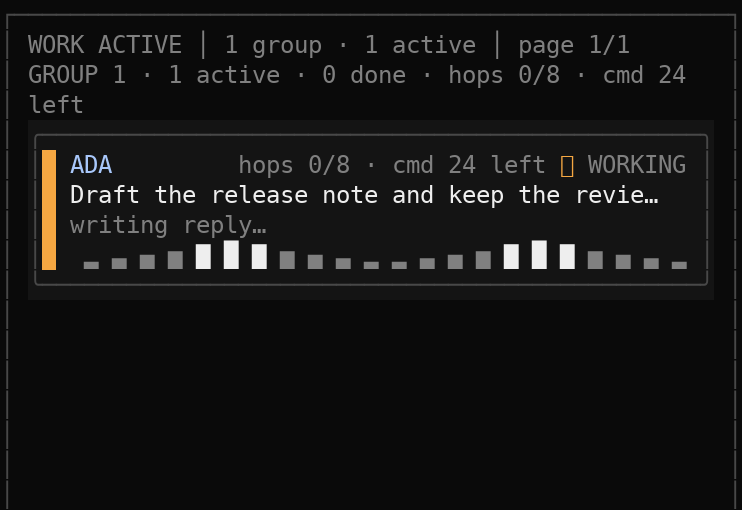 WORK ACTIVE │ 1 group · 1 active │ page 1/1
GROUP 1 · 1 active · 0 done · hops 0/8 · cmd 24
left
ADA hops 0/8 · cmd 24 left WORKING
Draft the release note and keep the revie…
writing reply…